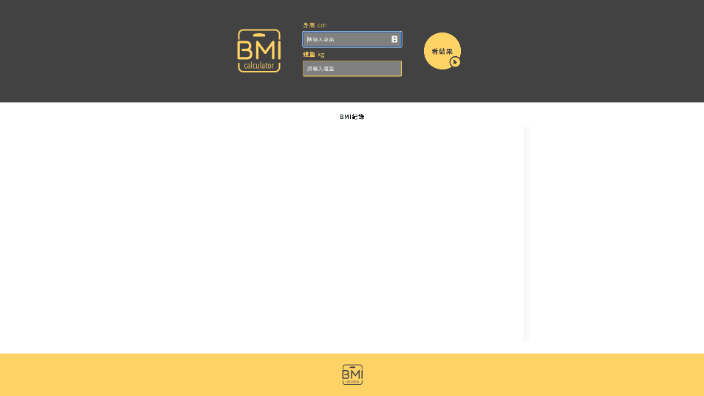 BMI
calculator
身高 cm
請輸入身高
體重 kg
請輸入體重
看結果
BMI紀錄
BMI
calculator